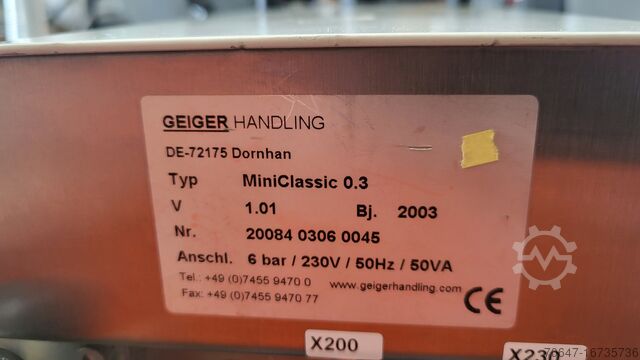 GEIGER HANDLING
DE-72175 Dornhan
Typ MiniClassic 0.3
V 1.01 Bj. 2003
Nr. 20084 0306 0045
Anschl. 6 bar / 230V / 50Hz / 50VA
Tel.: +49 (0)7455 9470 0 www.geigerhandling.com
Fax: +49 (0)7455 9470 77
CE
X200
X230